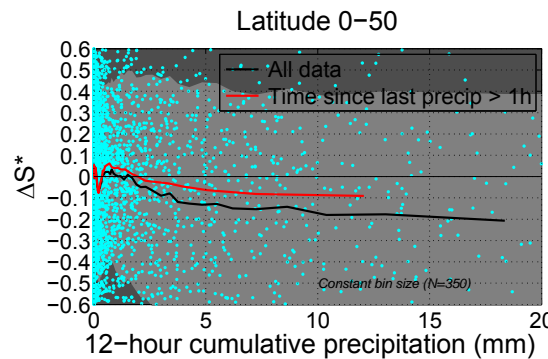 Latitude 0−50
0.6
0.5
0.4
0.3
0.2
0.1
0
−0.1
−0.2
−0.3
−0.4
−0.5
−0.6
ΔS*
All data
Time since last precip > 1h
Constant bin size (N=350)
0 5 10 15 20
12−hour cumulative precipitation (mm)